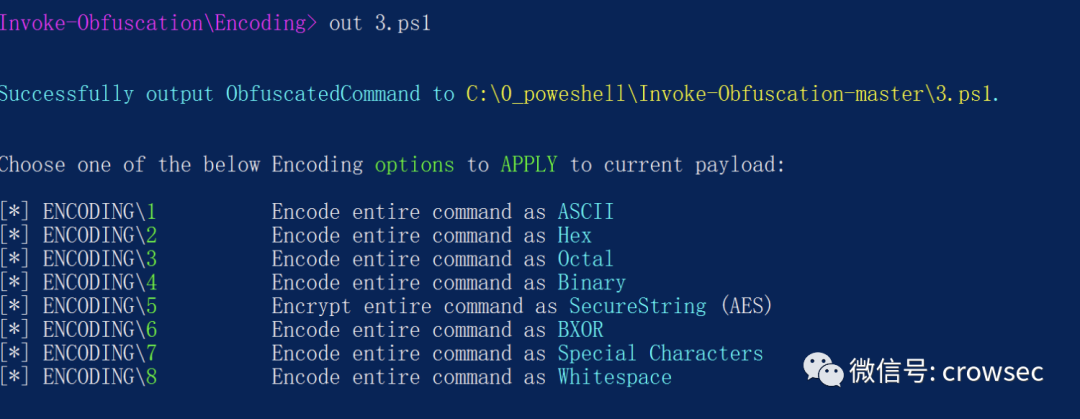 Invoke-Obfuscation\Encoding> out 3.ps1
Successfully output ObfuscatedCommand to C:\0_poweshell\Invoke-Obfuscation-master\3.ps1.
Choose one of the below Encoding options to APPLY to current payload:
[*] ENCODING\1 Encode entire command as ASCII
[*] ENCODING\2 Encode entire command as Hex
[*] ENCODING\3 Encode entire command as Octal
[*] ENCODING\4 Encode entire command as Binary
[*] ENCODING\5 Encrypt entire command as SecureString (AES)
[*] ENCODING\6 Encode entire command as BXOR
[*] ENCODING\7 Encode entire command as Special Characters
[*] ENCODING\8 Encode entire command as Whitespace
微信号: crowsec